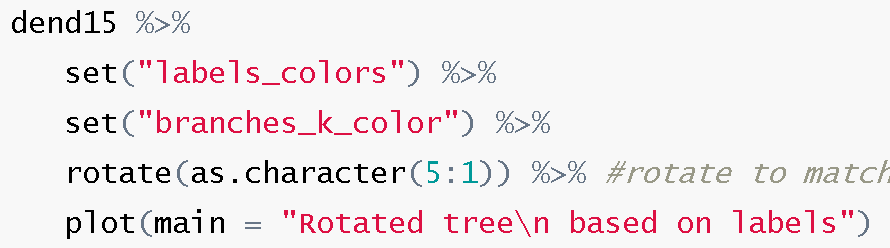 dend15 %>%
set("labels_colors") %>%
set("branches_k_color") %>%
rotate(as.character(5:1)) %>% #rotate to match
plot(main = "Rotated tree\n based on labels")